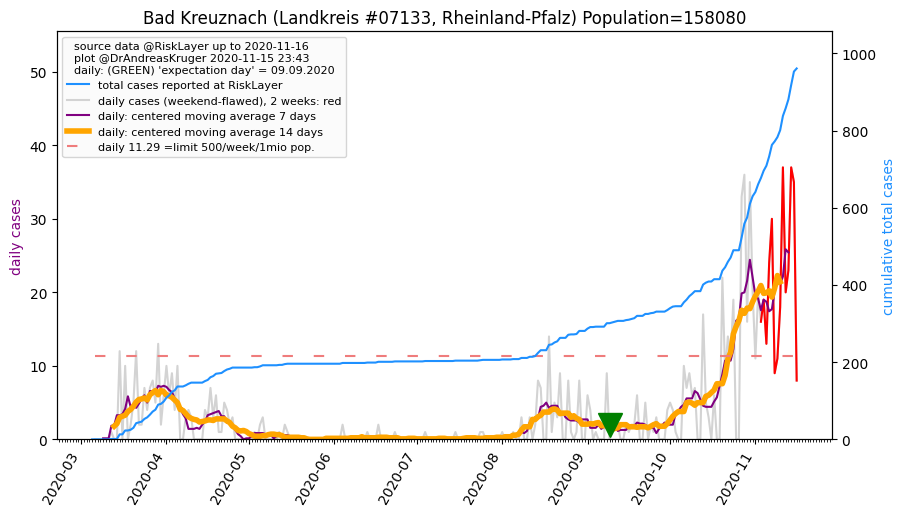 Bad Kreuznach (Landkreis #07133, Rheinland-Pfalz) Population=158080
source data @RiskLayer up to 2020-11-16
plot @DrAndreasKruger 2020-11-15 23:43
daily: (GREEN) 'expectation day' = 09.09.2020
total cases reported at RiskLayer
daily cases (weekend-flawed), 2 weeks: red
daily: centered moving average 7 days
daily: centered moving average 14 days
daily 11.29 =limit 500/week/1mio pop.
daily cases
50
40
30
20
10
0
cumulative total cases
1000
800
600
400
200
0
2020-03
2020-04
2020-05
2020-06
2020-07
2020-08
2020-09
2020-10
2020-11